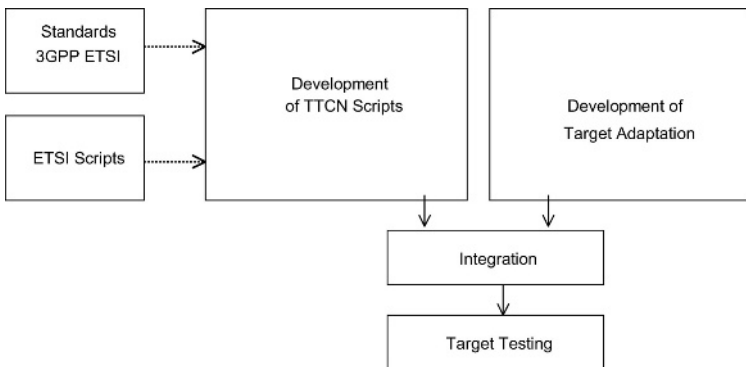 Standards
3GPP ETSI
Development
of TTCN Scripts
Development of
Target Adaptation
ETSI Scripts
Integration
Target Testing